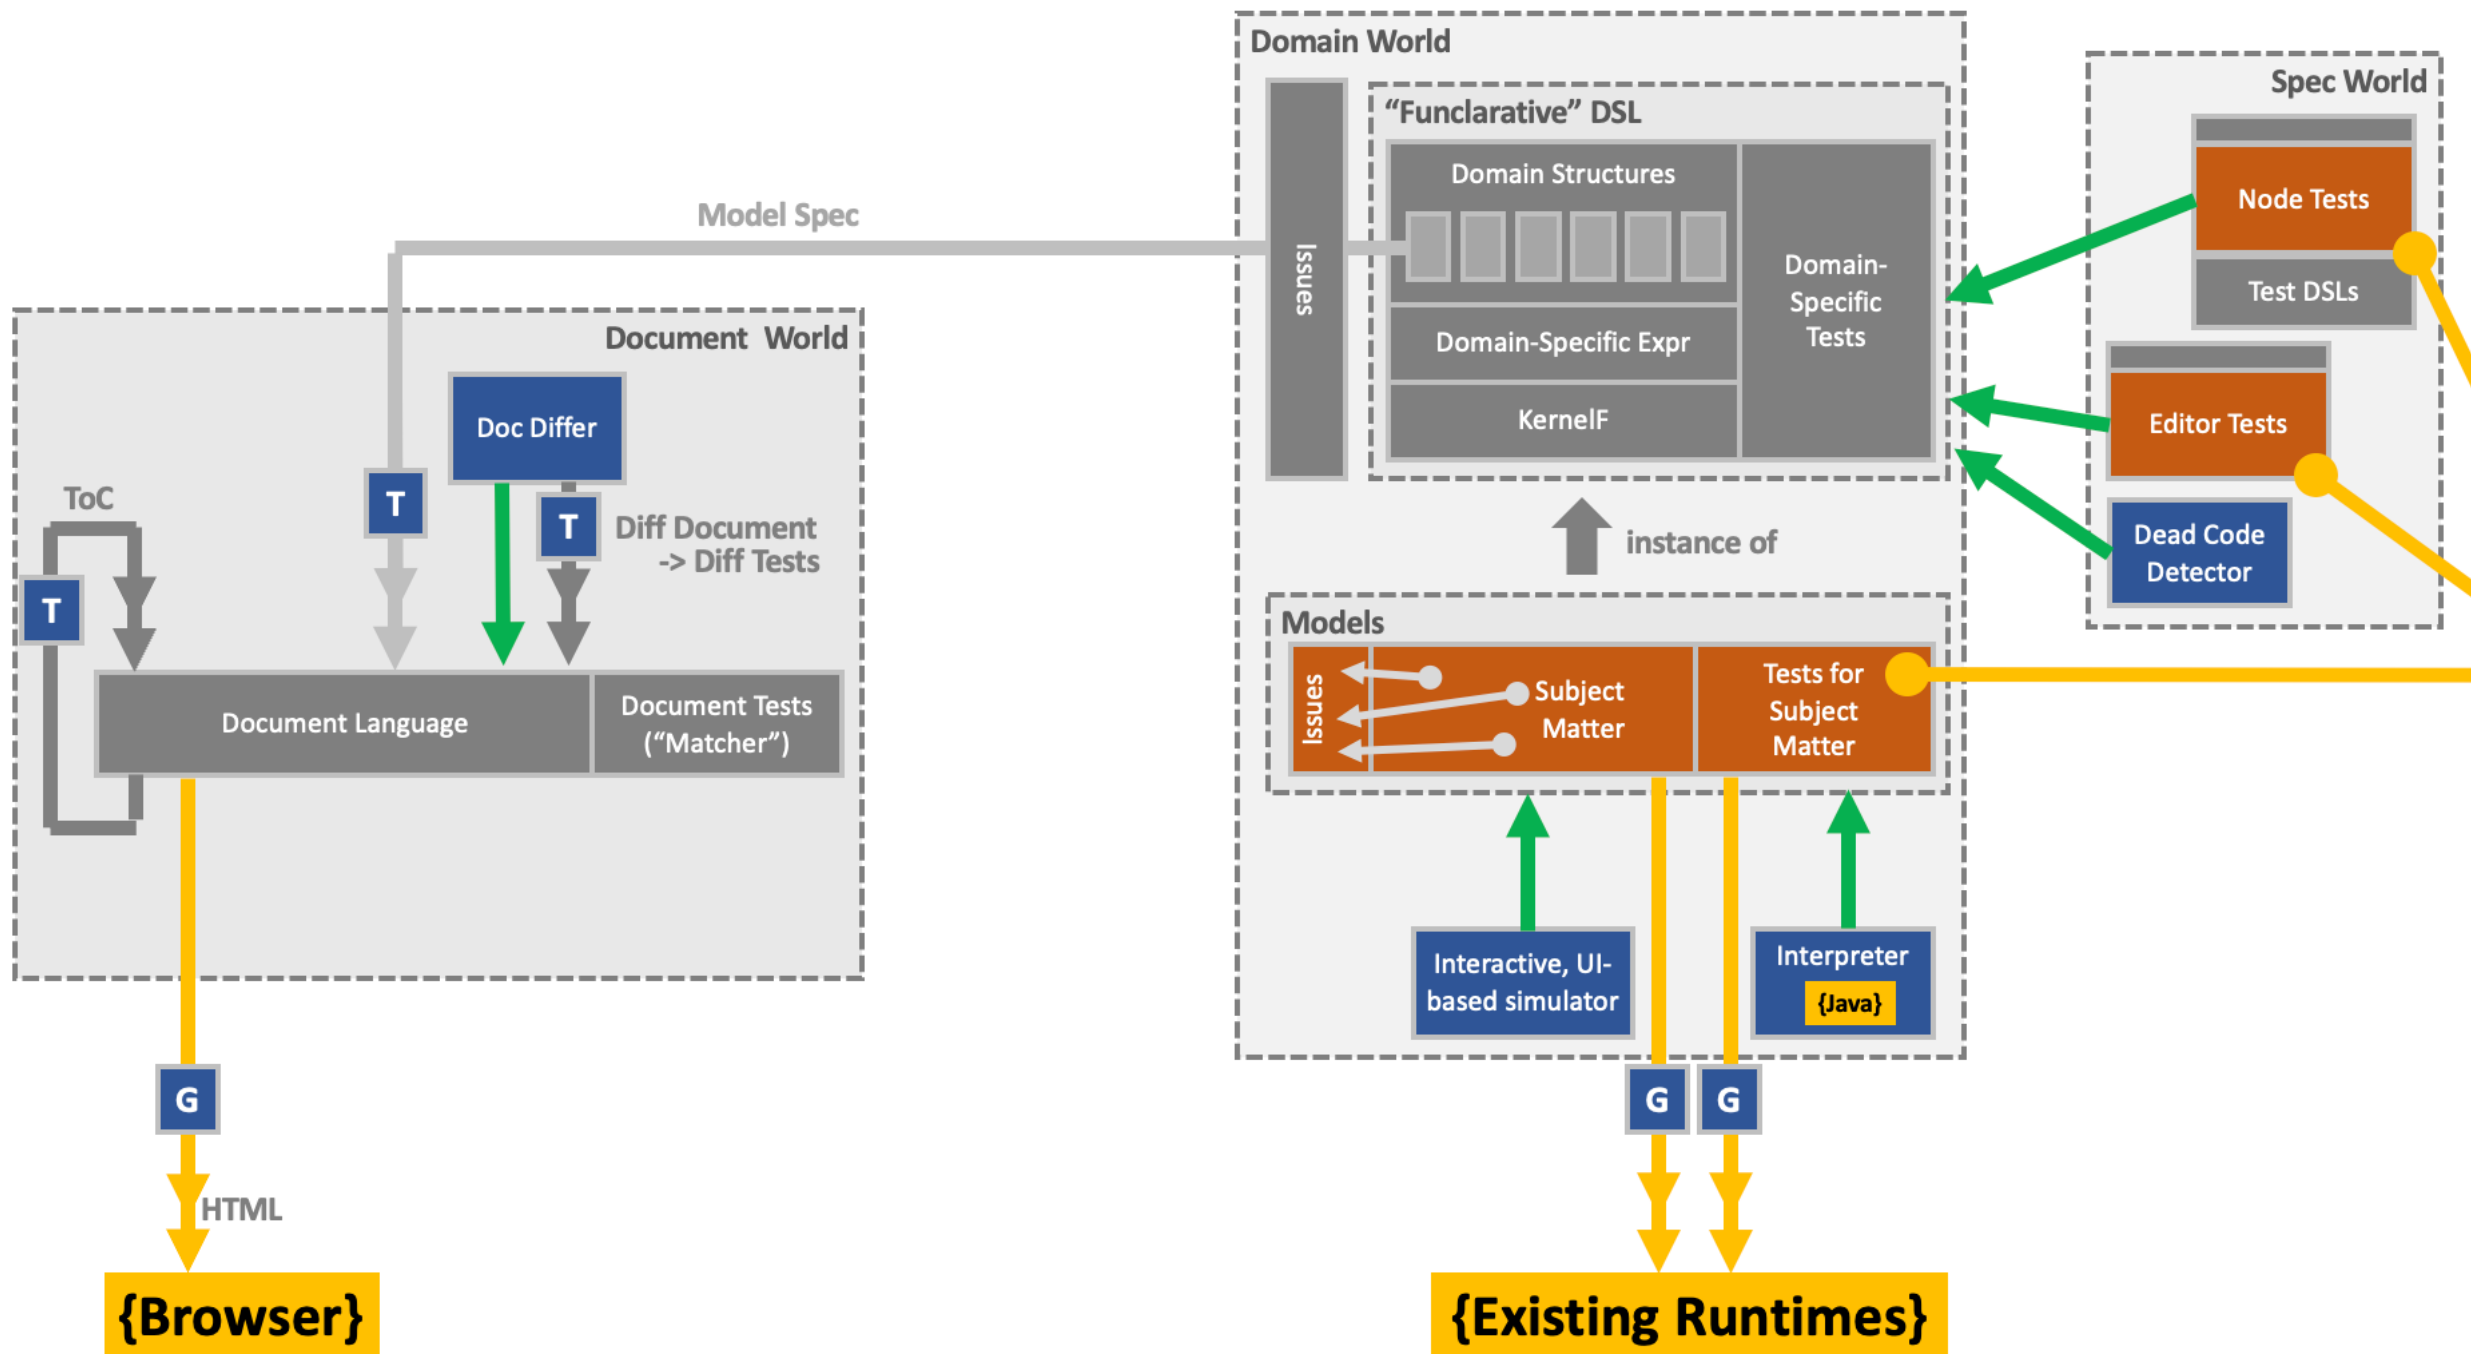 Domain World
Spec World
“Funclarative” DSL
Domain Structures
Node Tests
Model Spec
Issues
Domain-
Specific
Tests
Test DSLs
Document  World
Domain-Specific Expr
KernelF
Editor Tests
Doc Differ
ToC
T
T
Diff Document
-> Diff Tests
T
instance of
Dead Code
Detector
Models
Issues
Subject
Matter
Tests for
Subject
Matter
Document Language
Document Tests
(“Matcher”)
Interactive, UI-
based simulator
Interpreter
{Java}
G
G
G
HTML
{Browser}
{Existing Runtimes}